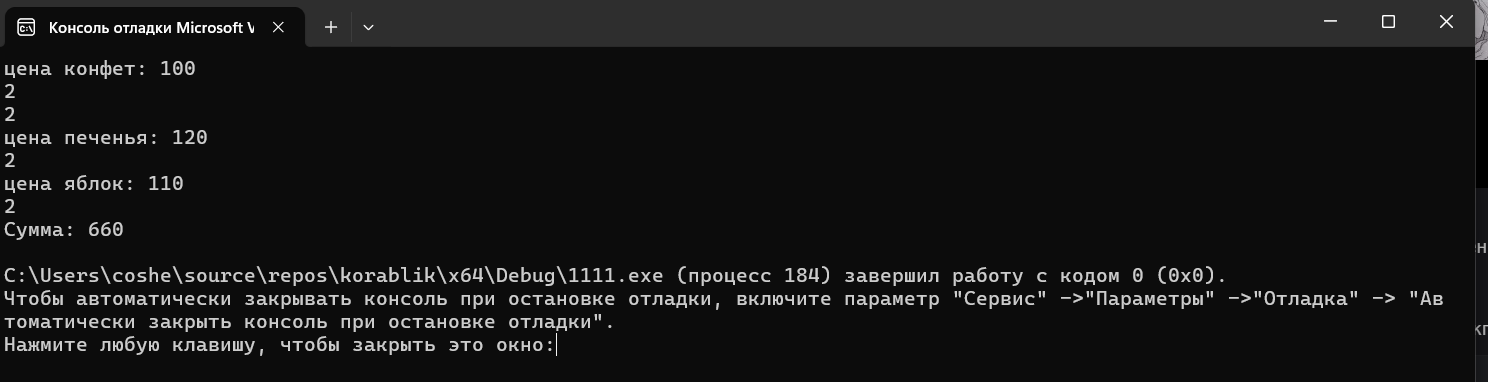 Консоль отладки Microsoft V
цена конфет: 100
2
2
цена печенья: 120
2
цена яблок: 110
2
Сумма: 660
C:\Users\coshe\source\repos\korablik\x64\Debug\1111.exe (процесс 184) завершил работу с кодом 0 (0x0).
Чтобы автоматически закрывать консоль при остановке отладки, включите параметр "Сервис" ->"Параметры" ->"Отладка" -> "Ав
томатически закрыть консоль при остановке отладки".
Нажмите любую клавишу, чтобы закрыть это окно: